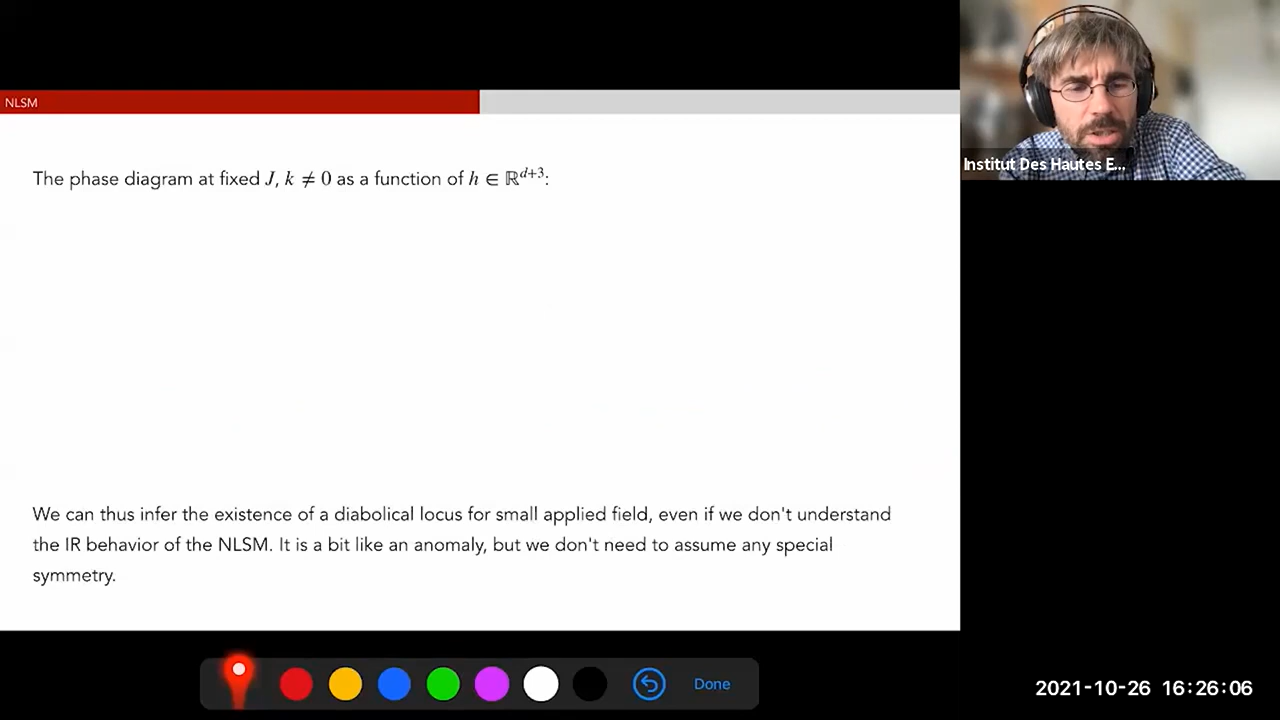 NLSM
The phase diagram at fixed J, k ≠ 0 as a function of h ∈ ℝ^{d+3}:
We can thus infer the existence of a diabolical locus for small applied field, even if we don't understand
the IR behavior of the NLSM. It is a bit like an anomaly, but we don't need to assume any special
symmetry.
Institut Des Hautes E...
Done
2021-10-26 16:26:06